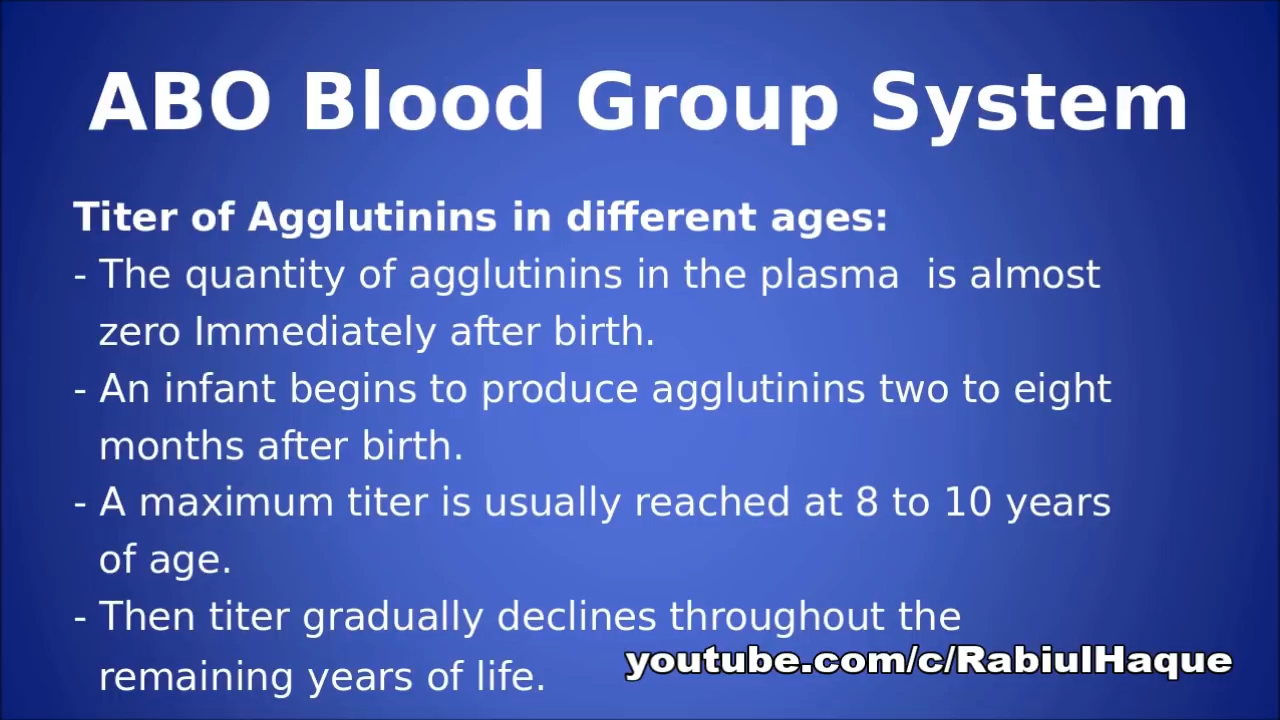 ABO Blood Group System
Titer of Agglutinins in different ages:
- The quantity of agglutinins in the plasma  is almost
zero Immediately after birth.
- An infant begins to produce agglutinins two to eight
months after birth.
- A maximum titer is usually reached at 8 to 10 years
of age.
- Then titer gradually declines throughout the
remaining years of life.
youtube.com/c/RabiulHaque